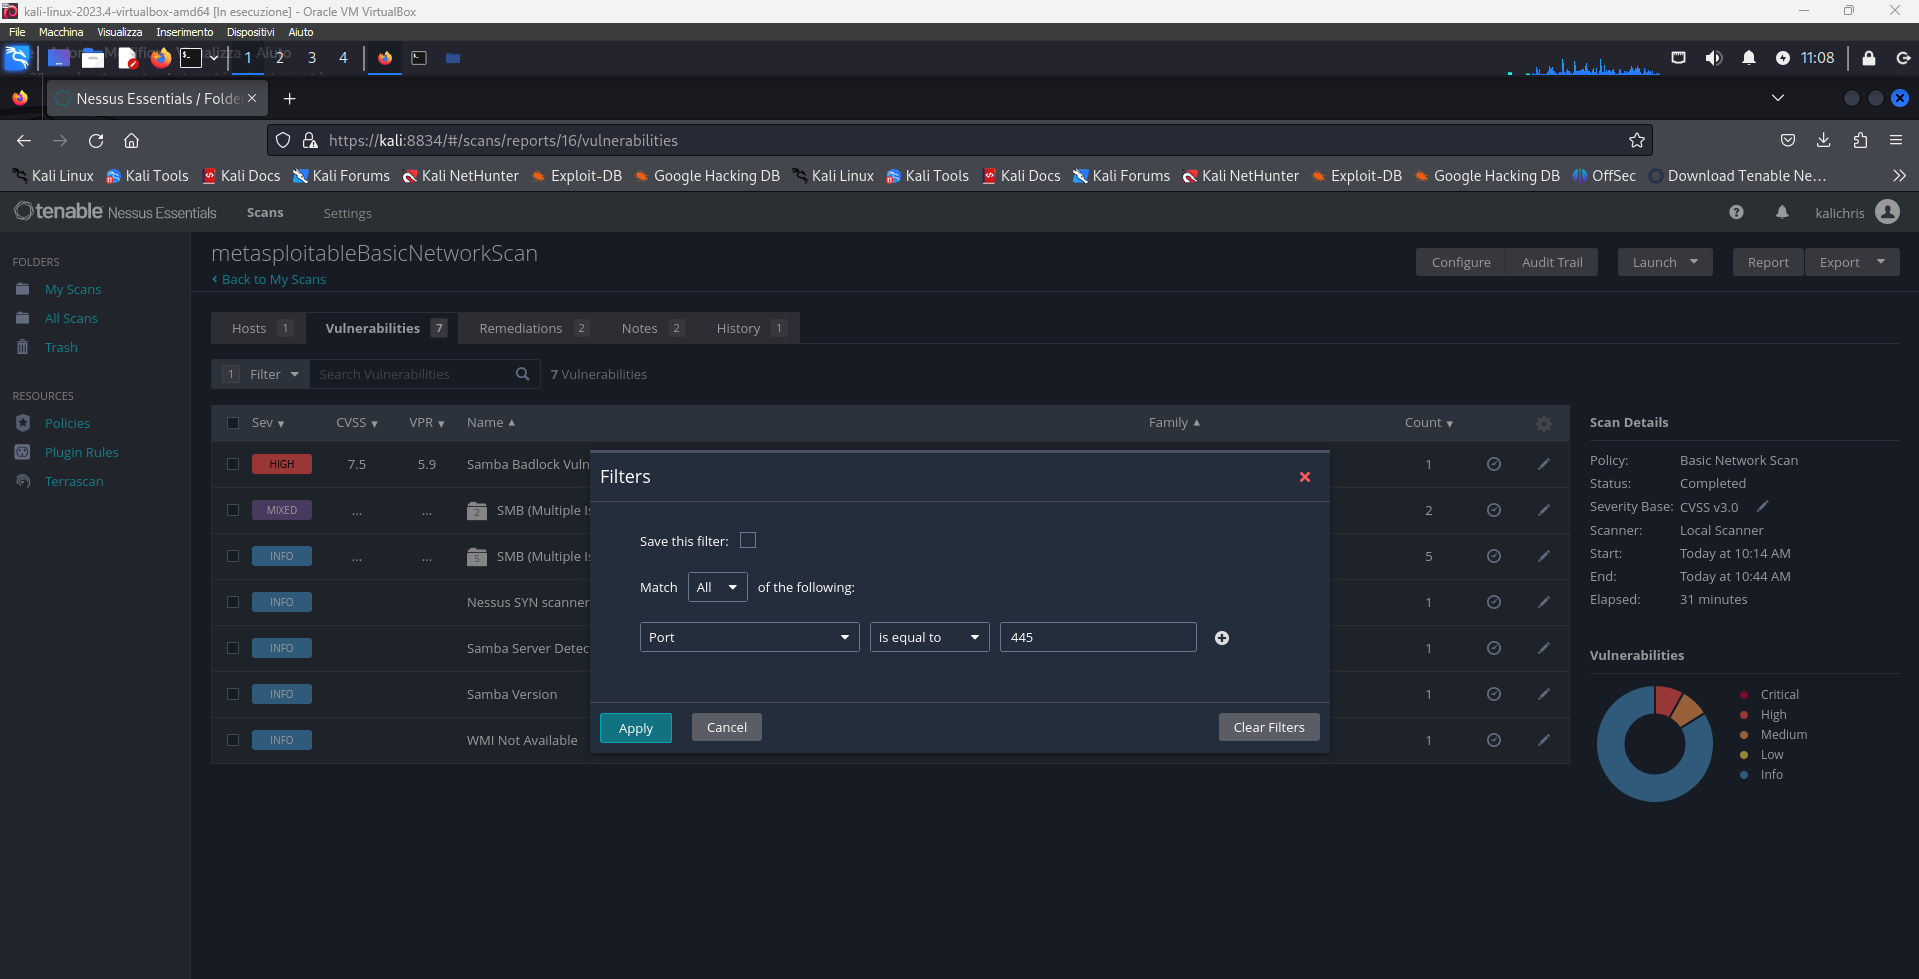 kali-linux-2023.4-virtualbox-amd64 [In esecuzione] - Oracle VM VirtualBox
File Macchina Visualizza Inserimento Dispositivi Aiuto
1 2 3 4 11:08
Nessus Essentials / Folde
https://kali:8834/#/scans/reports/16/vulnerabilities
Kali Linux Kali Tools Kali Docs Kali Forums Kali NetHunter Exploit-DB Google Hacking DB Kali Linux Kali Tools Kali Docs Kali Forums Kali NetHunter Exploit-DB Google Hacking DB OffSec Download Tenable Ne…
tenable Nessus Essentials Scans Settings kalichris
FOLDERS
My Scans
All Scans
Trash
RESOURCES
Policies
Plugin Rules
Terrascan
metasploitableBasicNetworkScan
Back to My Scans
Configure Audit Trail Launch Report Export
Hosts 1 Vulnerabilities 7 Remediations 2 Notes 2 History 1
1 Filter Search Vulnerabilities 7 Vulnerabilities
Sev CVSS VPR Name Family Count
HIGH 7.5 5.9 Samba Badlock Vuln 1
MIXED ... ... 2 SMB (Multiple Is 2
INFO ... ... 5 SMB (Multiple Is 5
INFO Nessus SYN scanner 1
INFO Samba Server Detec 1
INFO Samba Version 1
INFO WMI Not Available 1
Filters
Save this filter:
Match All of the following:
Port is equal to 445
Apply Cancel Clear Filters
Scan Details
Policy: Basic Network Scan
Status: Completed
Severity Base: CVSS v3.0
Scanner: Local Scanner
Start: Today at 10:14 AM
End: Today at 10:44 AM
Elapsed: 31 minutes
Vulnerabilities
Critical
High
Medium
Low
Info